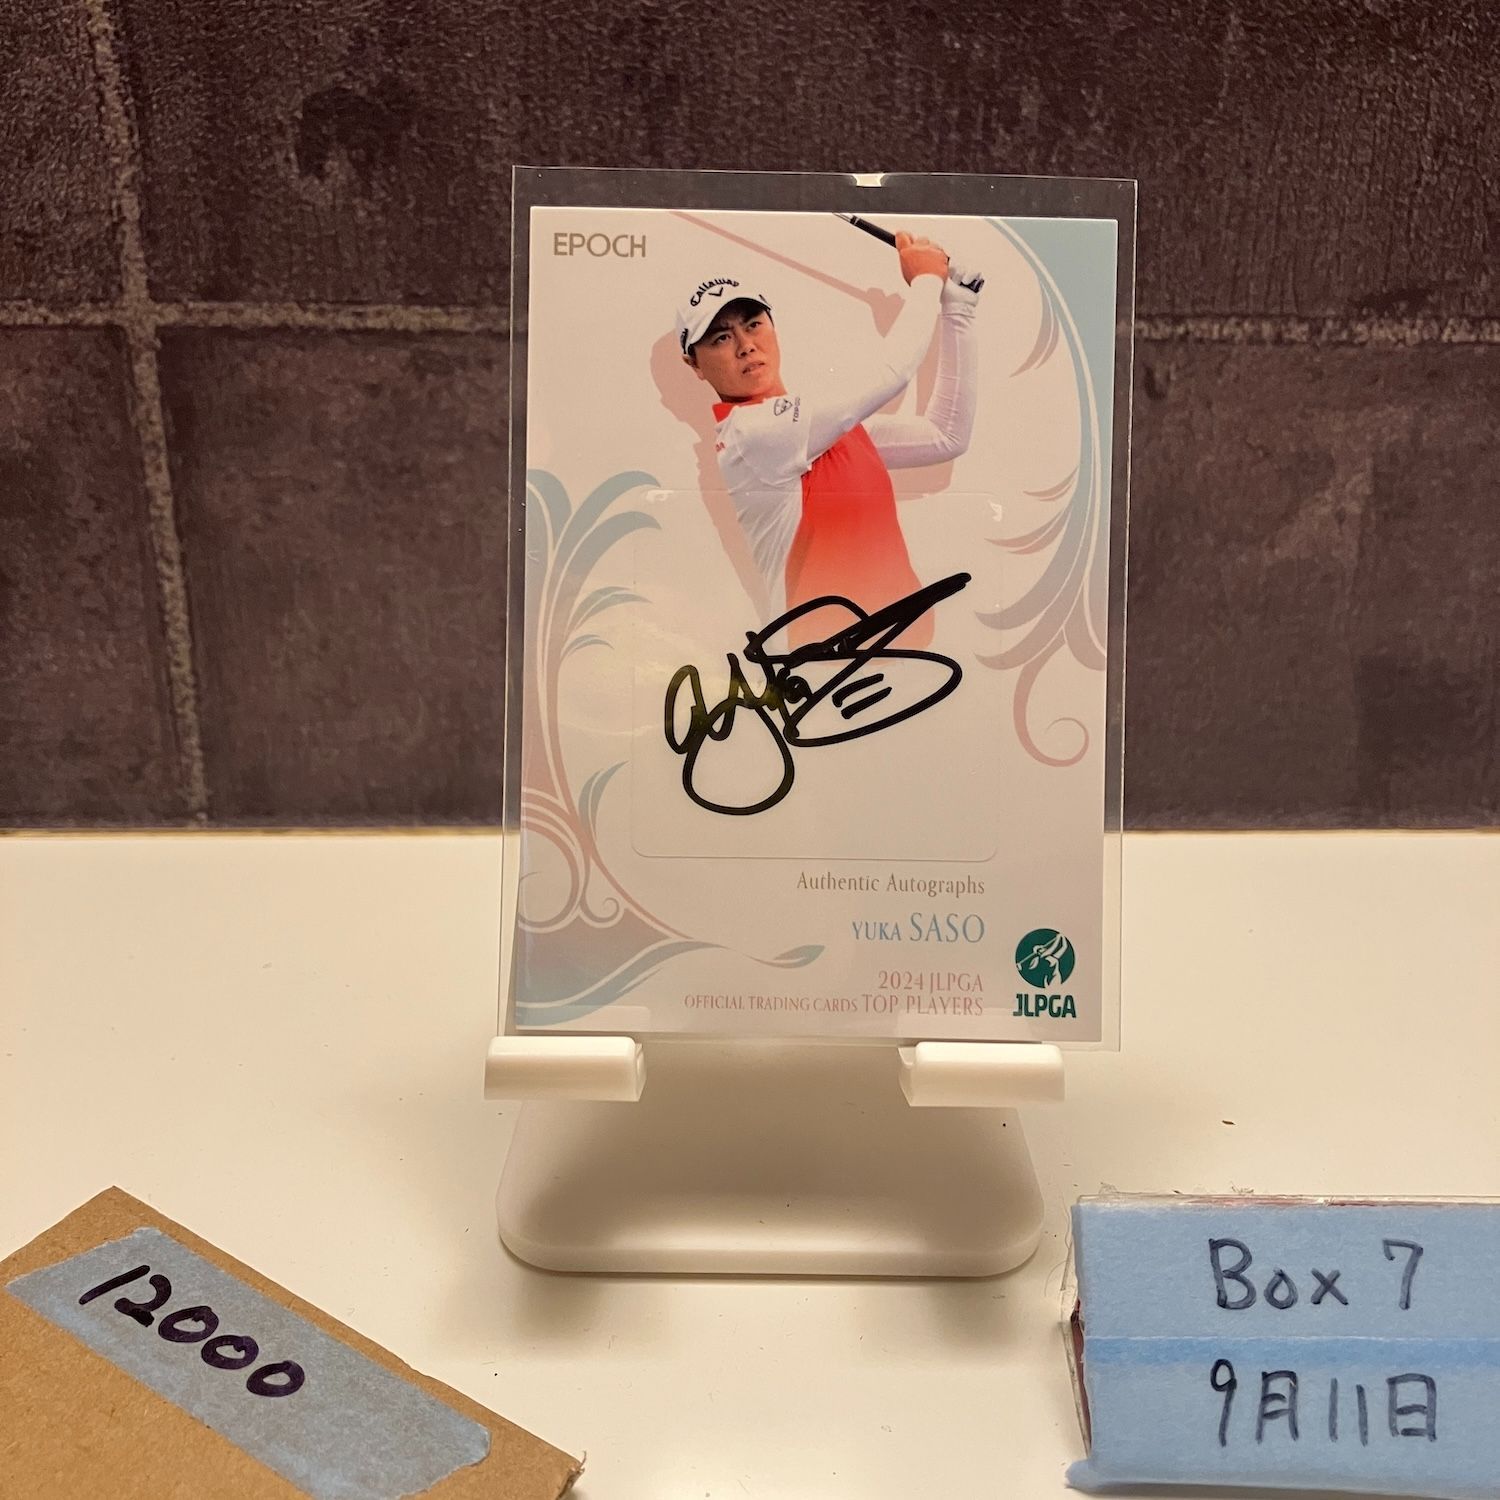 EPOCH
Callaway
Authentic Autographs
YUKA SASO
2024 JLPGA
OFFICIAL TRADING CARDS TOP PLAYERS
JLPGA
12000
Box 7
9月11日